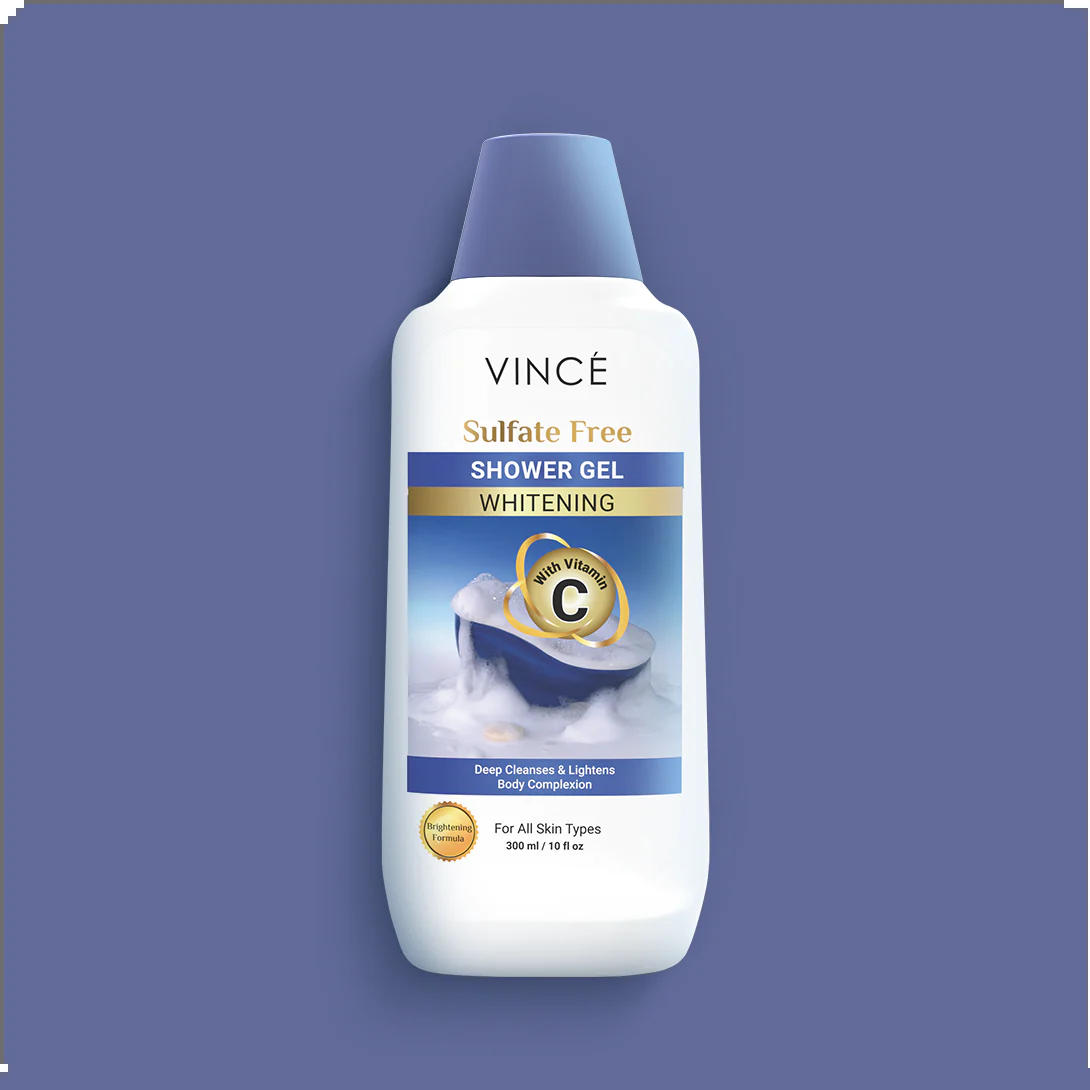 VINCÉ
Sulfate Free
SHOWER GEL
WHITENING
With Vitamin
C
Deep Cleanses & Lightens
Body Complexion
Brightening
Formula
For All Skin Types
300 ml / 10 fl oz